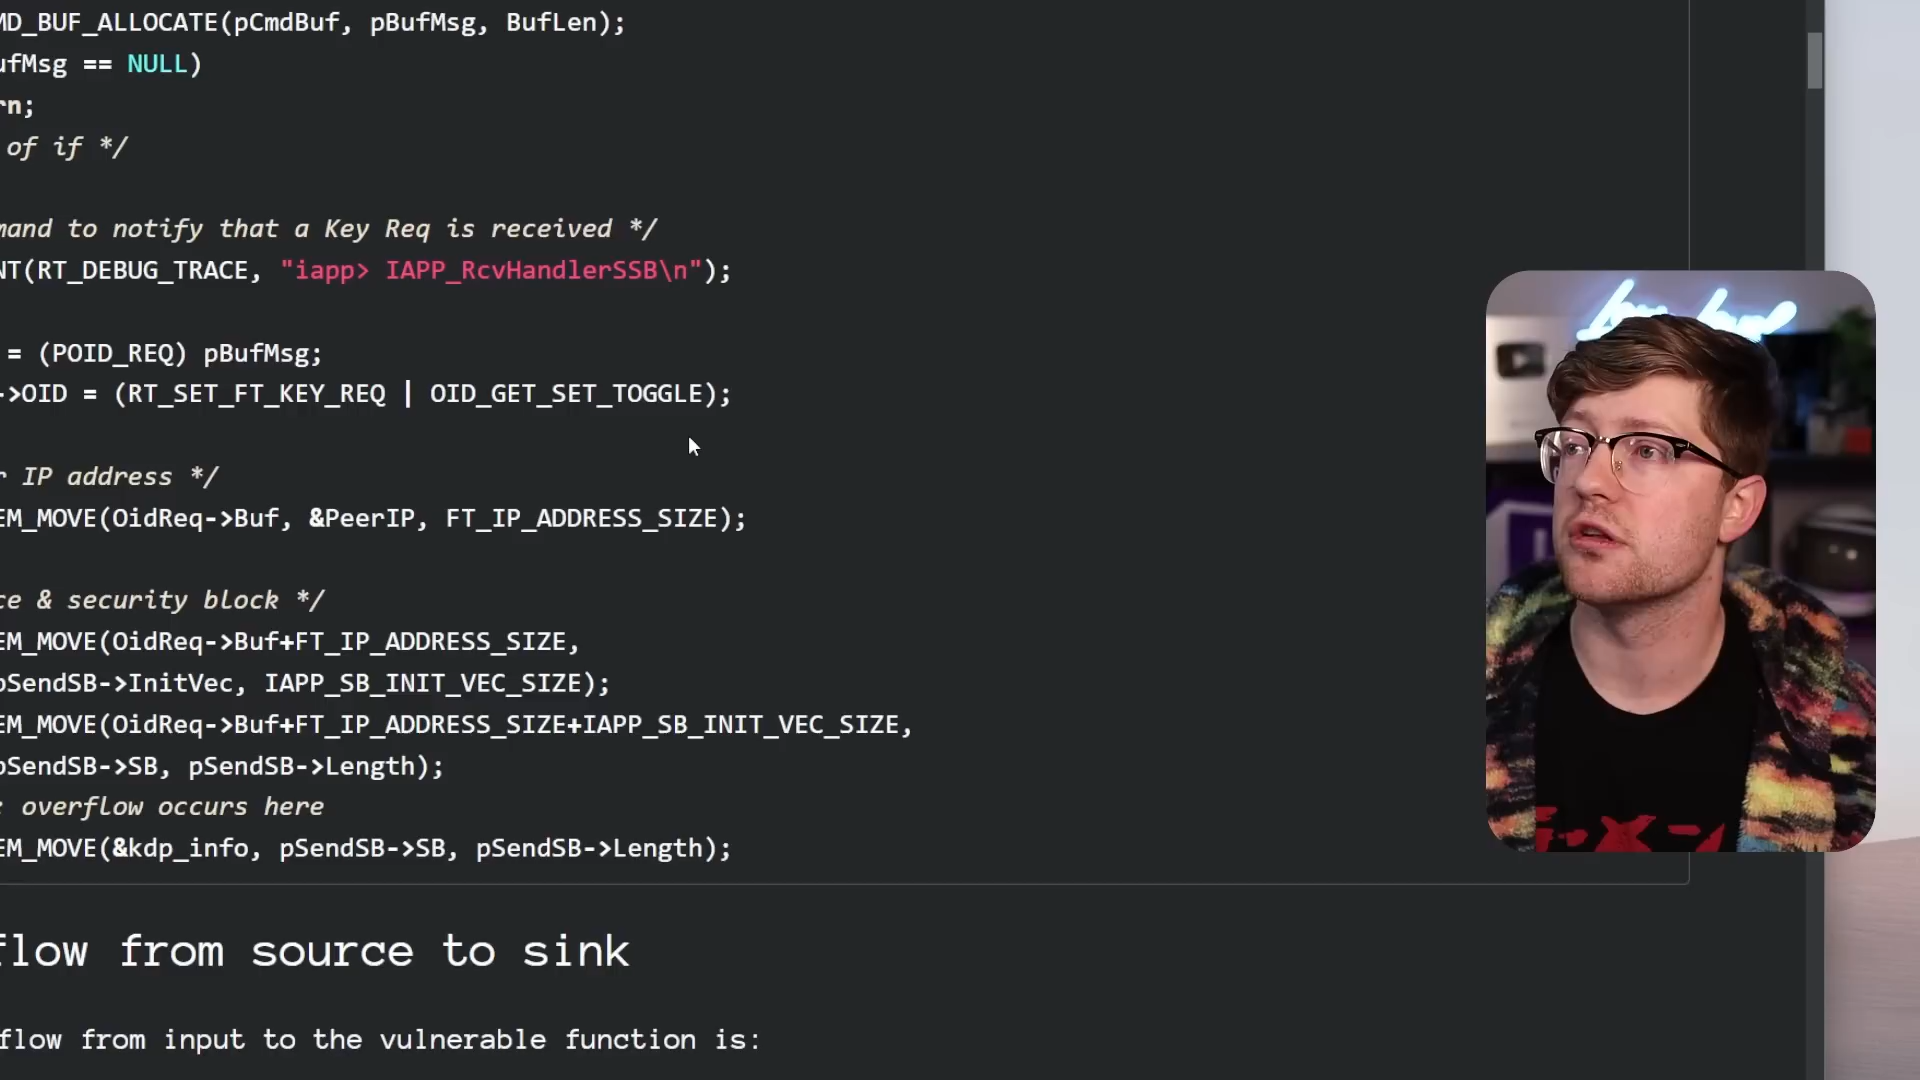 MD_BUF_ALLOCATE(pCmdBuf, pBufMsg, BufLen);
ufMsg == NULL)
rn;
of if */
mand to notify that a Key Req is received */
NT(RT_DEBUG_TRACE, "iapp> IAPP_RcvHandlerSSB\n");
= (POID_REQ) pBufMsg;
->OID = (RT_SET_FT_KEY_REQ | OID_GET_SET_TOGGLE);
r IP address */
EM_MOVE(OidReq->Buf, &PeerIP, FT_IP_ADDRESS_SIZE);
ce & security block */
EM_MOVE(OidReq->Buf+FT_IP_ADDRESS_SIZE,
pSendSB->InitVec, IAPP_SB_INIT_VEC_SIZE);
EM_MOVE(OidReq->Buf+FT_IP_ADDRESS_SIZE+IAPP_SB_INIT_VEC_SIZE,
pSendSB->SB, pSendSB->Length);
: overflow occurs here
EM_MOVE(&kdp_info, pSendSB->SB, pSendSB->Length);
flow from source to sink
flow from input to the vulnerable function is: